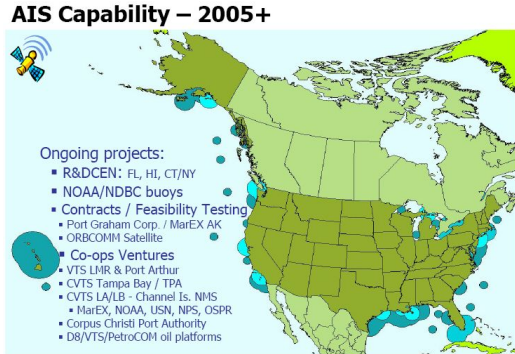 AIS Capability – 2005+
Ongoing projects:
▪ R&DCEN: FL, HI, CT/NY
▪ NOAA/NDBC buoys
▪ Contracts / Feasibility Testing
▪ Port Graham Corp. / MarEX AK
▪ ORBCOMM Satellite
▪ Co-ops Ventures
▪ VTS LMR & Port Arthur
▪ CVTS Tampa Bay / TPA
▪ CVTS LA/LB - Channel Is. NMS
▪ MarEX, NOAA, USN, NPS, OSPR
▪ Corpus Christi Port Authority
▪ D8/VTS/PetroCOM oil platforms